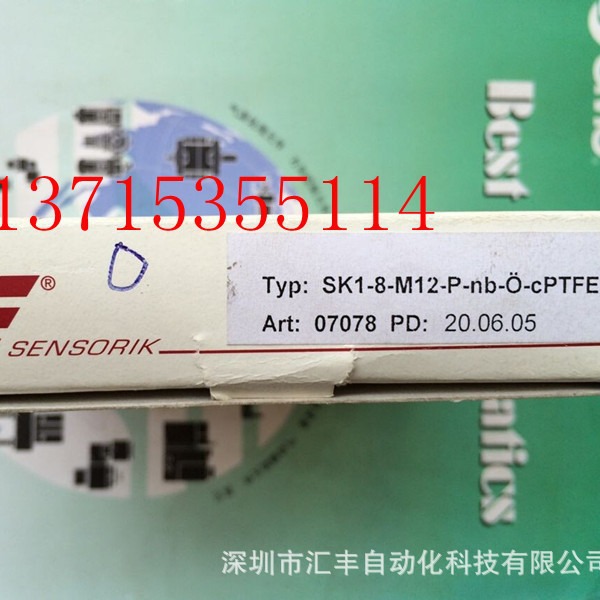 13715355114
®
SENSORIK
Typ: SK1-8-M12-P-nb-Ö-cPTFE
Art: 07078 PD: 20.06.05
Best
深圳市汇丰自动化科技有限公司